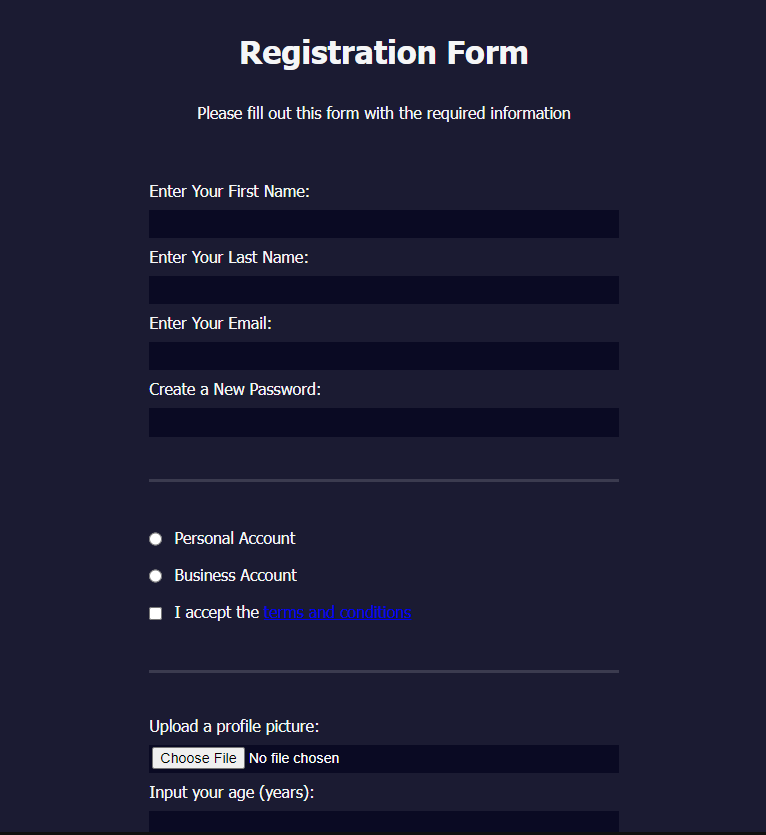 Registration Form
Please fill out this form with the required information
Enter Your First Name:
Enter Your Last Name:
Enter Your Email:
Create a New Password:
Personal Account
Business Account
I accept the terms and conditions
Upload a profile picture:
Choose File No file chosen
Input your age (years):